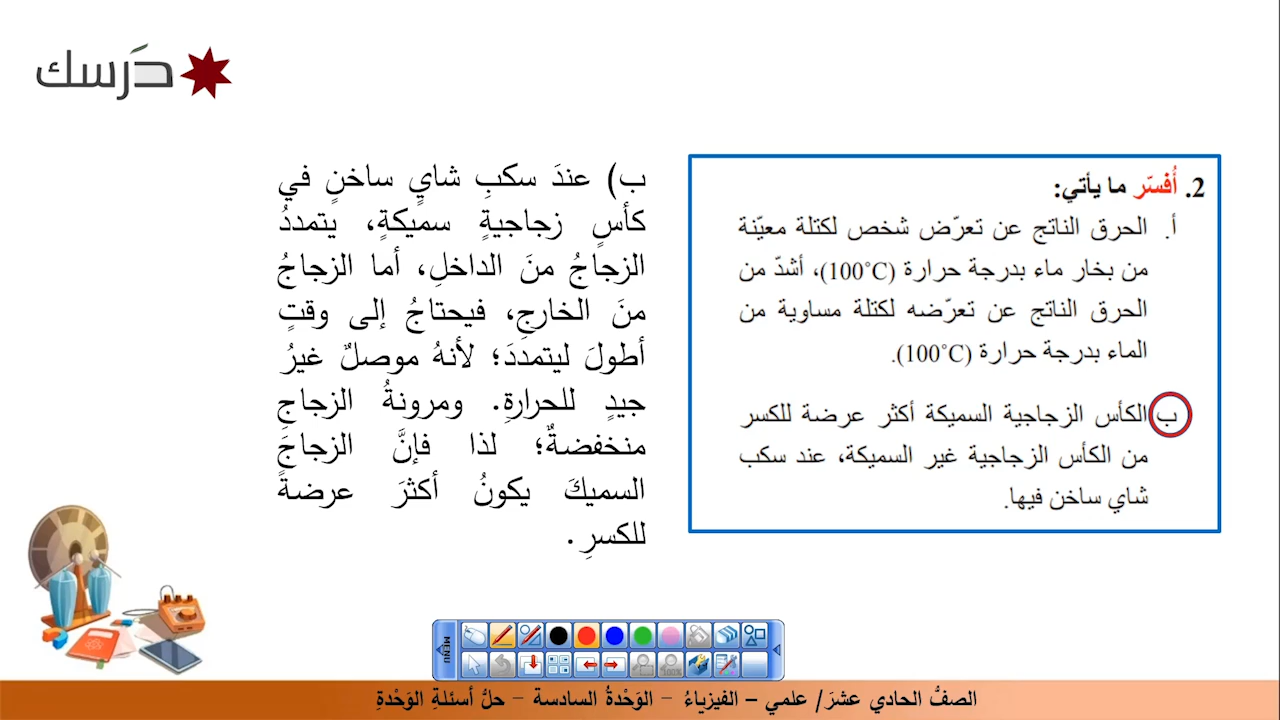 درسك
2. أُفسّر ما يأتي:
أ. الحرق الناتج عن تعرّض شخص لكتلة معيّنة
من بخار ماء بدرجة حرارة (100°C)، أشدّ من
الحرق الناتج عن تعرّضه لكتلة مساوية من
الماء بدرجة حرارة (100°C).
ب الكأس الزجاجية السميكة أكثر عرضة للكسر
من الكأس الزجاجية غير السميكة، عند سكب
شاي ساخن فيها.
ب) عندَ سكبِ شايٍ ساخنٍ في
كأسٍ زجاجيةٍ سميكةٍ، يتمددُ
الزجاجُ منَ الداخلِ، أما الزجاجُ
منَ الخارجِ، فيحتاجُ إلى وقتٍ
أطولَ ليتمددَ؛ لأنهُ موصلٌ غيرُ
جيدٍ للحرارةِ. ومرونةُ الزجاجِ
منخفضةٌ؛ لذا فإنَّ الزجاجَ
السميكَ يكونُ أكثرَ عرضةً
للكسرِ.
MENU
الصفُّ الحادي عشرَ/ علمي – الفيزياءُ – الوَحْدةُ السادسة – حلُّ أسئلةِ الوَحْدةِ